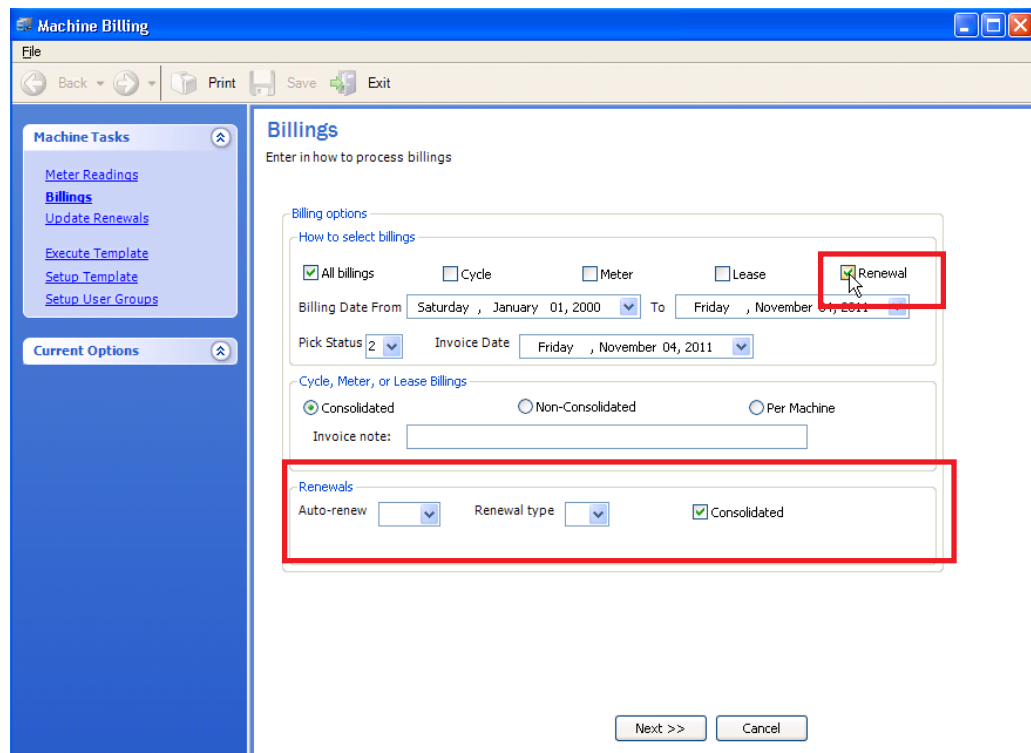 Machine Billing
File
Back Print Save Exit
Machine Tasks
Meter Readings
Billings
Update Renewals
Execute Template
Setup Template
Setup User Groups
Current Options
Billings
Enter in how to process billings
Billing options
How to select billings
All billings Cycle Meter Lease Renewal
Billing Date From Saturday , January 01, 2000 To Friday , November 04, 2011
Pick Status 2 Invoice Date Friday , November 04, 2011
Cycle, Meter, or Lease Billings
Consolidated Non-Consolidated Per Machine
Invoice note:
Renewals
Auto-renew Renewal type Consolidated
Next >> Cancel